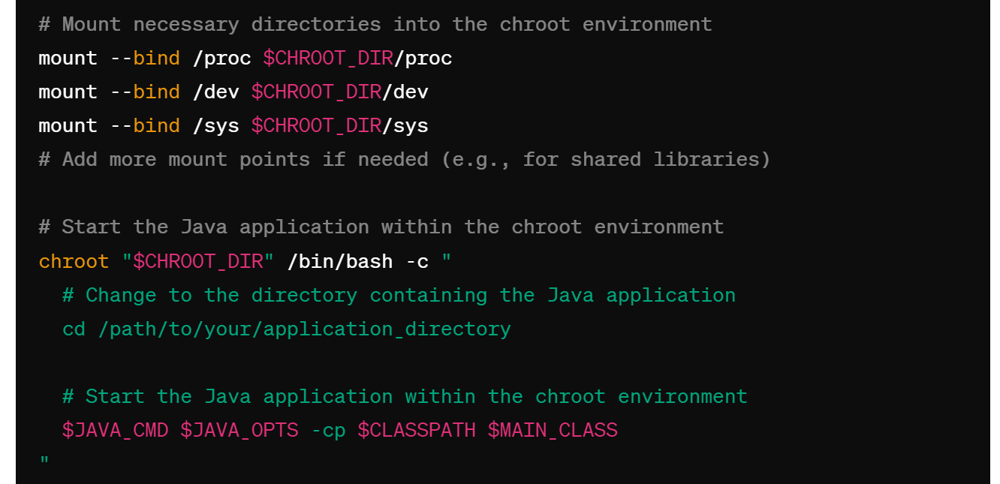 # Mount necessary directories into the chroot environment
mount --bind /proc $CHROOT_DIR/proc
mount --bind /dev $CHROOT_DIR/dev
mount --bind /sys $CHROOT_DIR/sys
# Add more mount points if needed (e.g., for shared libraries)

# Start the Java application within the chroot environment
chroot "$CHROOT_DIR" /bin/bash -c "
  # Change to the directory containing the Java application
  cd /path/to/your/application_directory

  # Start the Java application within the chroot environment
  $JAVA_CMD $JAVA_OPTS -cp $CLASSPATH $MAIN_CLASS
"